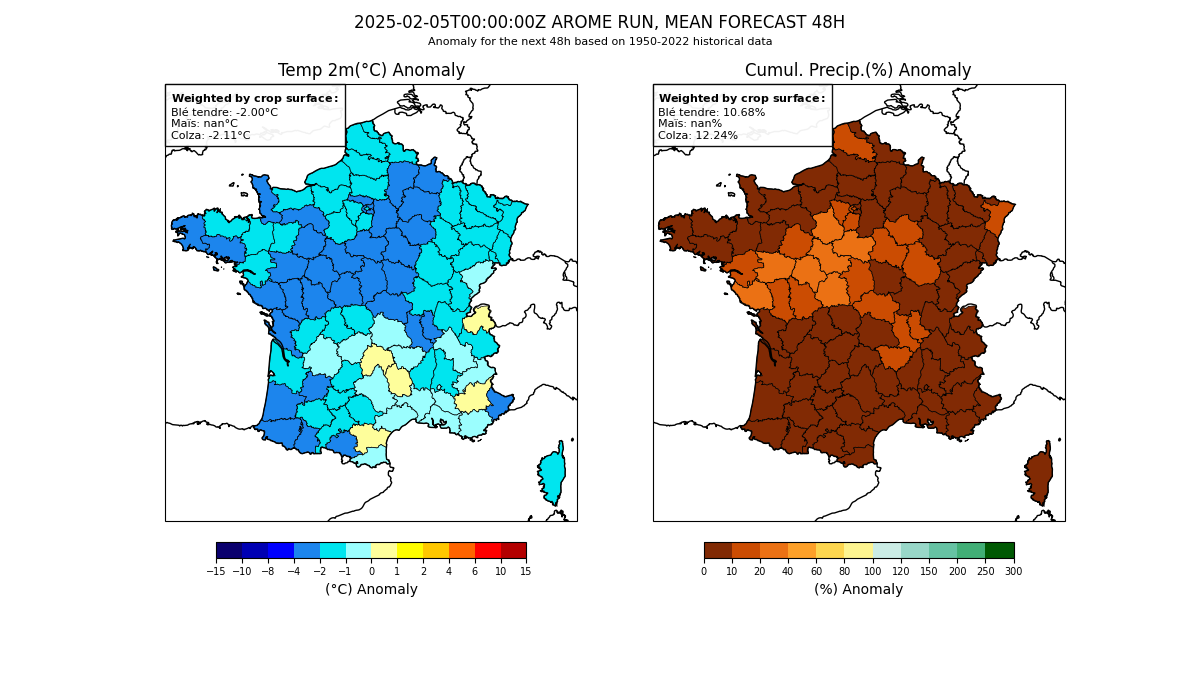 2025-02-05T00:00:00Z AROME RUN, MEAN FORECAST 48H
Anomaly for the next 48h based on 1950-2022 historical data
Temp 2m(°C) Anomaly
Weighted by crop surface:
Blé tendre: -2.00°C
Maïs: nan°C
Colza: -2.11°C
−15 −10 −8 −4 −2 −1 0 1 2 4 6 10 15
(°C) Anomaly
Cumul. Precip.(%) Anomaly
Weighted by crop surface:
Blé tendre: 10.68%
Maïs: nan%
Colza: 12.24%
0 10 20 40 60 80 100 120 150 200 250 300
(%) Anomaly